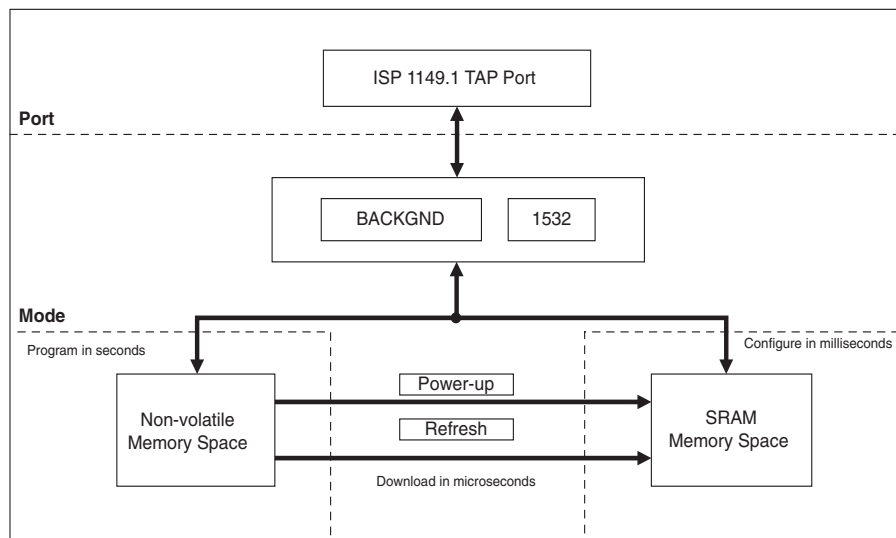 ISP 1149.1 TAP Port
Port
BACKGND
1532
Mode
Program in seconds
Configure in milliseconds
Power-up
Non-volatile
Memory Space
SRAM
Memory Space
Refresh
Download in microseconds